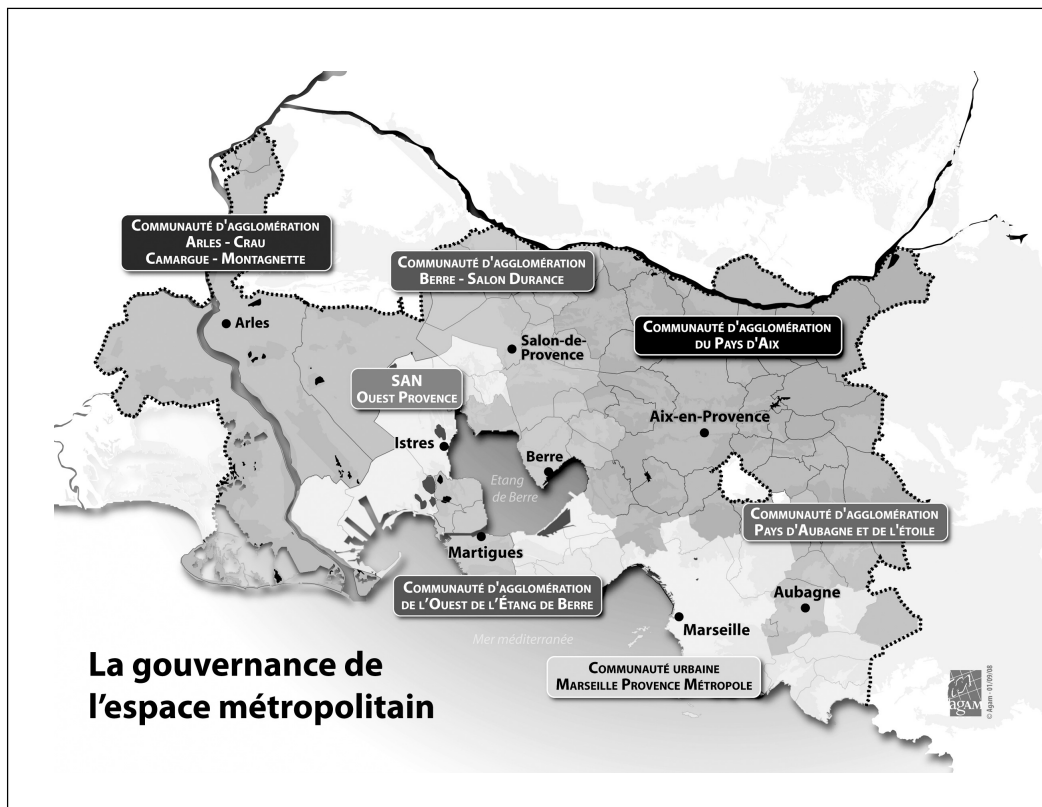 COMMUNAUTÉ D'AGGLOMÉRATION
ARLES - CRAU
CAMARGUE - MONTAGNETTE
COMMUNAUTÉ D'AGGLOMÉRATION
BERRE - SALON DURANCE
COMMUNAUTÉ D'AGGLOMÉRATION
DU PAYS D'AIX
Arles
Salon-de-
Provence
SAN
OUEST PROVENCE
Aix-en-Provence
Istres
Berre
Etang
de Berre
COMMUNAUTÉ D'AGGLOMÉRATION
PAYS D'AUBAGNE ET DE L'ÉTOILE
Martigues
COMMUNAUTÉ D'AGGLOMÉRATION
DE L'OUEST DE L'ÉTANG DE BERRE
Aubagne
Marseille
Mer méditerranée
COMMUNAUTÉ URBAINE
MARSEILLE PROVENCE MÉTROPOLE
La gouvernance de
l'espace métropolitain
agam
© Agam - 01/09/08